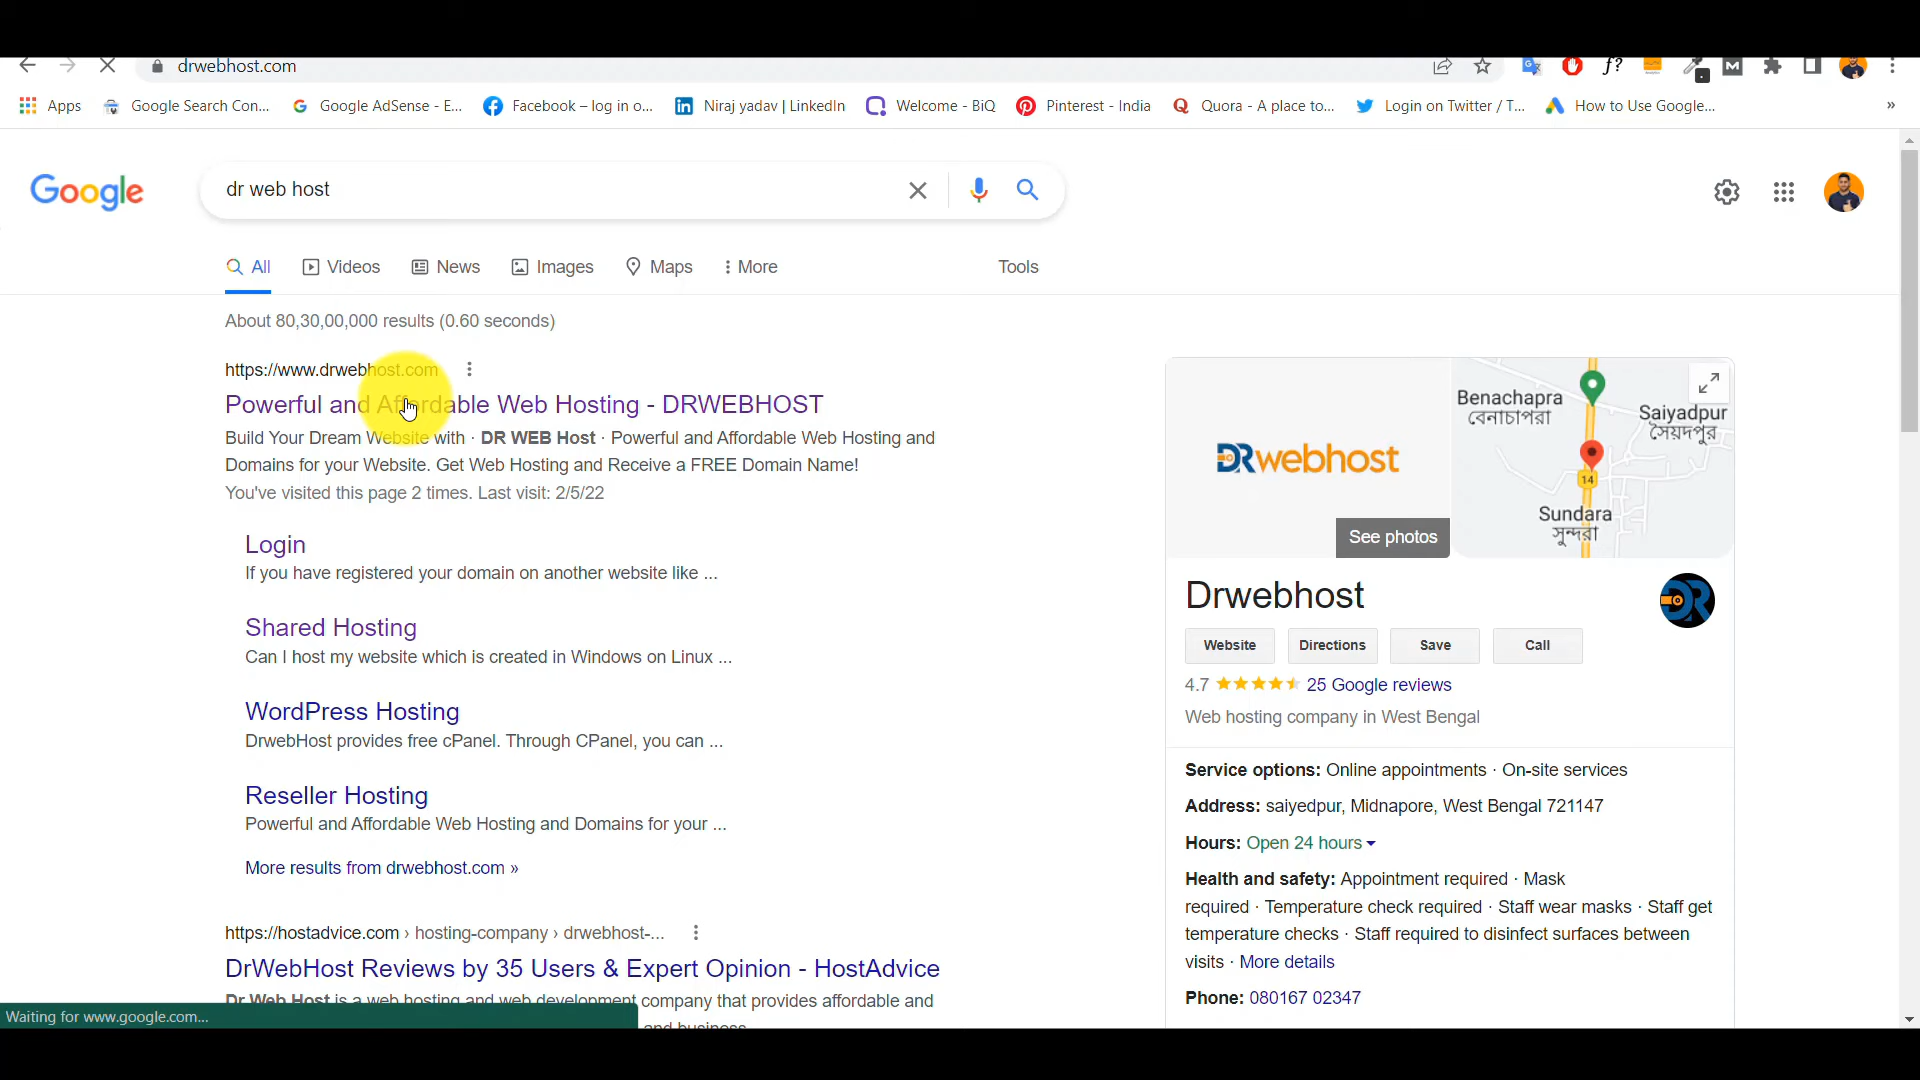 drwebhost.com
Apps Google Search Con... Google AdSense - E... Facebook – log in o... Niraj yadav | LinkedIn Welcome - BiQ Pinterest - India Quora - A place to... Login on Twitter / T... How to Use Google... »
Google dr web host
All Videos News Images Maps More Tools
About 80,30,00,000 results (0.60 seconds)
https://www.drwebhost.com
Powerful and Affordable Web Hosting - DRWEBHOST
Build Your Dream Website with · DR WEB Host · Powerful and Affordable Web Hosting and
Domains for your Website. Get Web Hosting and Receive a FREE Domain Name!
You've visited this page 2 times. Last visit: 2/5/22
Login
If you have registered your domain on another website like ...
Shared Hosting
Can I host my website which is created in Windows on Linux ...
WordPress Hosting
DrwebHost provides free cPanel. Through CPanel, you can ...
Reseller Hosting
Powerful and Affordable Web Hosting and Domains for your ...
More results from drwebhost.com »
https://hostadvice.com › hosting-company › drwebhost-...
DrWebHost Reviews by 35 Users & Expert Opinion - HostAdvice
Dr Web Host is a web hosting and web development company that provides affordable and
and business
Waiting for www.google.com...
DRwebhost
See photos
Benachapra
বেনাচাপরা
Saiyadpur
সৈয়দপুর
14
Sundara
সুন্দরা
Drwebhost
DR
Website Directions Save Call
4.7 25 Google reviews
Web hosting company in West Bengal
Service options: Online appointments · On-site services
Address: saiyedpur, Midnapore, West Bengal 721147
Hours: Open 24 hours
Health and safety: Appointment required · Mask
required · Temperature check required · Staff wear masks · Staff get
temperature checks · Staff required to disinfect surfaces between
visits · More details
Phone: 080167 02347